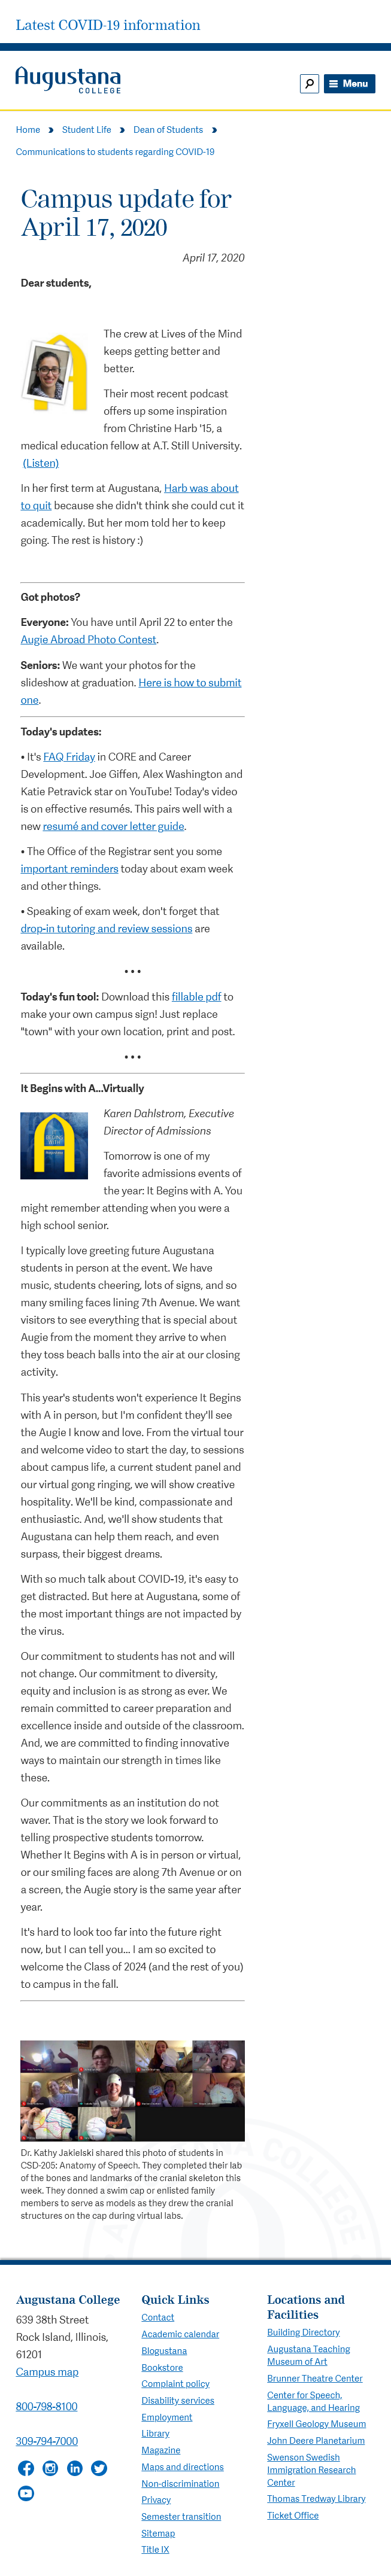 Latest COVID-19 information
Augustana
COLLEGE
Menu
Home
Student Life
Dean of Students
Communications to students regarding COVID-19
Campus update for
April 17, 2020
April 17, 2020
Dear students,
The crew at Lives of the Mind
keeps getting better and
better.
Their most recent podcast
offers up some inspiration
from Christine Harb '15, a
medical education fellow at A.T. Still University.
(Listen)
In her first term at Augustana, Harb was about
to quit because she didn't think she could cut it
academically. But her mom told her to keep
going. The rest is history :)
Got photos?
Everyone: You have until April 22 to enter the
Augie Abroad Photo Contest.
Seniors: We want your photos for the
slideshow at graduation. Here is how to submit
one.
Today's updates:
• It's FAQ Friday in CORE and Career
Development. Joe Giffen, Alex Washington and
Katie Petravick star on YouTube! Today's video
is on effective resumés. This pairs well with a
new resumé and cover letter guide.
• The Office of the Registrar sent you some
important reminders today about exam week
and other things.
• Speaking of exam week, don't forget that
drop-in tutoring and review sessions are
available.
• • •
Today's fun tool: Download this fillable pdf to
make your own campus sign! Just replace
"town" with your own location, print and post.
• • •
It Begins with A...Virtually
Karen Dahlstrom, Executive
Director of Admissions
Tomorrow is one of my
favorite admissions events of
the year: It Begins with A. You
might remember attending when you were a
high school senior.
I typically love greeting future Augustana
students in person at the event. We have
music, students cheering, lots of signs, and so
many smiling faces lining 7th Avenue. We want
visitors to see everything that is special about
Augie from the moment they arrive to when
they toss beach balls into the air at our closing
activity.
This year's students won't experience It Begins
with A in person, but I'm confident they'll see
the Augie I know and love. From the virtual tour
and welcome video to start the day, to sessions
about campus life, a current student panel and
our virtual gong ringing, we will show creative
hospitality. We'll be kind, compassionate and
enthusiastic. And, we'll show students that
Augustana can help them reach, and even
surpass, their biggest dreams.
With so much talk about COVID-19, it's easy to
get distracted. But here at Augustana, some of
the most important things are not impacted by
the virus.
Our commitment to students has not and will
not change. Our commitment to diversity,
equity and inclusion is as strong as ever. We
remain committed to career preparation and
excellence inside and outside of the classroom.
And, we are committed to finding innovative
ways to maintain our strength in times like
these.
Our commitments as an institution do not
waver. That is the story we look forward to
telling prospective students tomorrow.
Whether It Begins with A is in person or virtual,
or our smiling faces are along 7th Avenue or on
a screen, the Augie story is the same year after
year.
It's hard to look too far into the future right
now, but I can tell you... I am so excited to
welcome the Class of 2024 (and the rest of you)
to campus in the fall.
Dr. Kathy Jakielski shared this photo of students in
CSD-205: Anatomy of Speech. They completed their lab
of the bones and landmarks of the cranial skeleton this
week. They donned a swim cap or enlisted family
members to serve as models as they drew the cranial
structures on the cap during virtual labs.
Augustana College
639 38th Street
Rock Island, Illinois,
61201
Campus map
800-798-8100
309-794-7000
Quick Links
Contact
Academic calendar
Blogustana
Bookstore
Complaint policy
Disability services
Employment
Library
Magazine
Maps and directions
Non-discrimination
Privacy
Semester transition
Sitemap
Title IX
Locations and
Facilities
Building Directory
Augustana Teaching
Museum of Art
Brunner Theatre Center
Center for Speech,
Language, and Hearing
Fryxell Geology Museum
John Deere Planetarium
Swenson Swedish
Immigration Research
Center
Thomas Tredway Library
Ticket Office